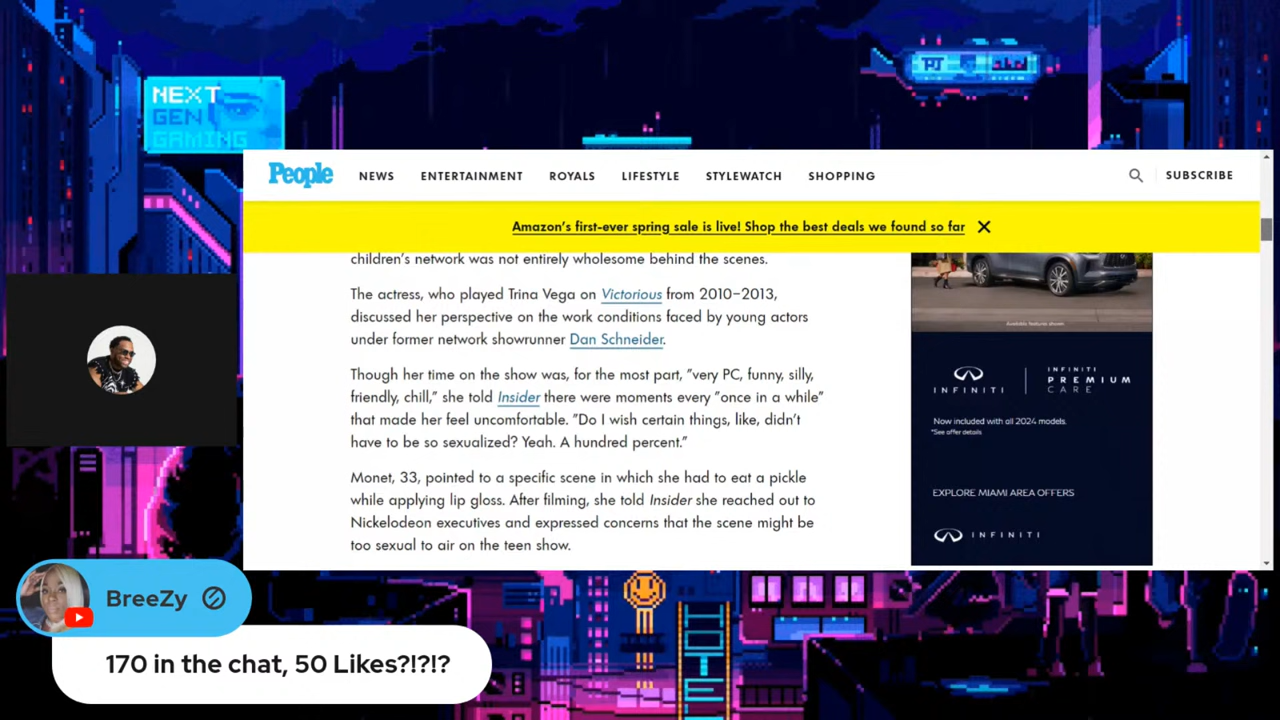 NEXT
GEN
GAMING
People
NEWS
ENTERTAINMENT
ROYALS
LIFESTYLE
STYLEWATCH
SHOPPING
SUBSCRIBE
Amazon's first-ever spring sale is live! Shop the best deals we found so far
children's network was not entirely wholesome behind the scenes.
The actress, who played Trina Vega on Victorious from 2010–2013,
discussed her perspective on the work conditions faced by young actors
under former network showrunner Dan Schneider.
Though her time on the show was, for the most part, "very PC, funny, silly,
friendly, chill," she told Insider there were moments every "once in a while"
that made her feel uncomfortable. "Do I wish certain things, like, didn't
have to be so sexualized? Yeah. A hundred percent."
Monet, 33, pointed to a specific scene in which she had to eat a pickle
while applying lip gloss. After filming, she told Insider she reached out to
Nickelodeon executives and expressed concerns that the scene might be
too sexual to air on the teen show.
Available features shown.
INFINITI
INFINITI
PREMIUM
CARE
Now included with all 2024 models.
*See offer details
EXPLORE MIAMI AREA OFFERS
INFINITI
BreeZy
170 in the chat, 50 Likes?!?!?
HOTE